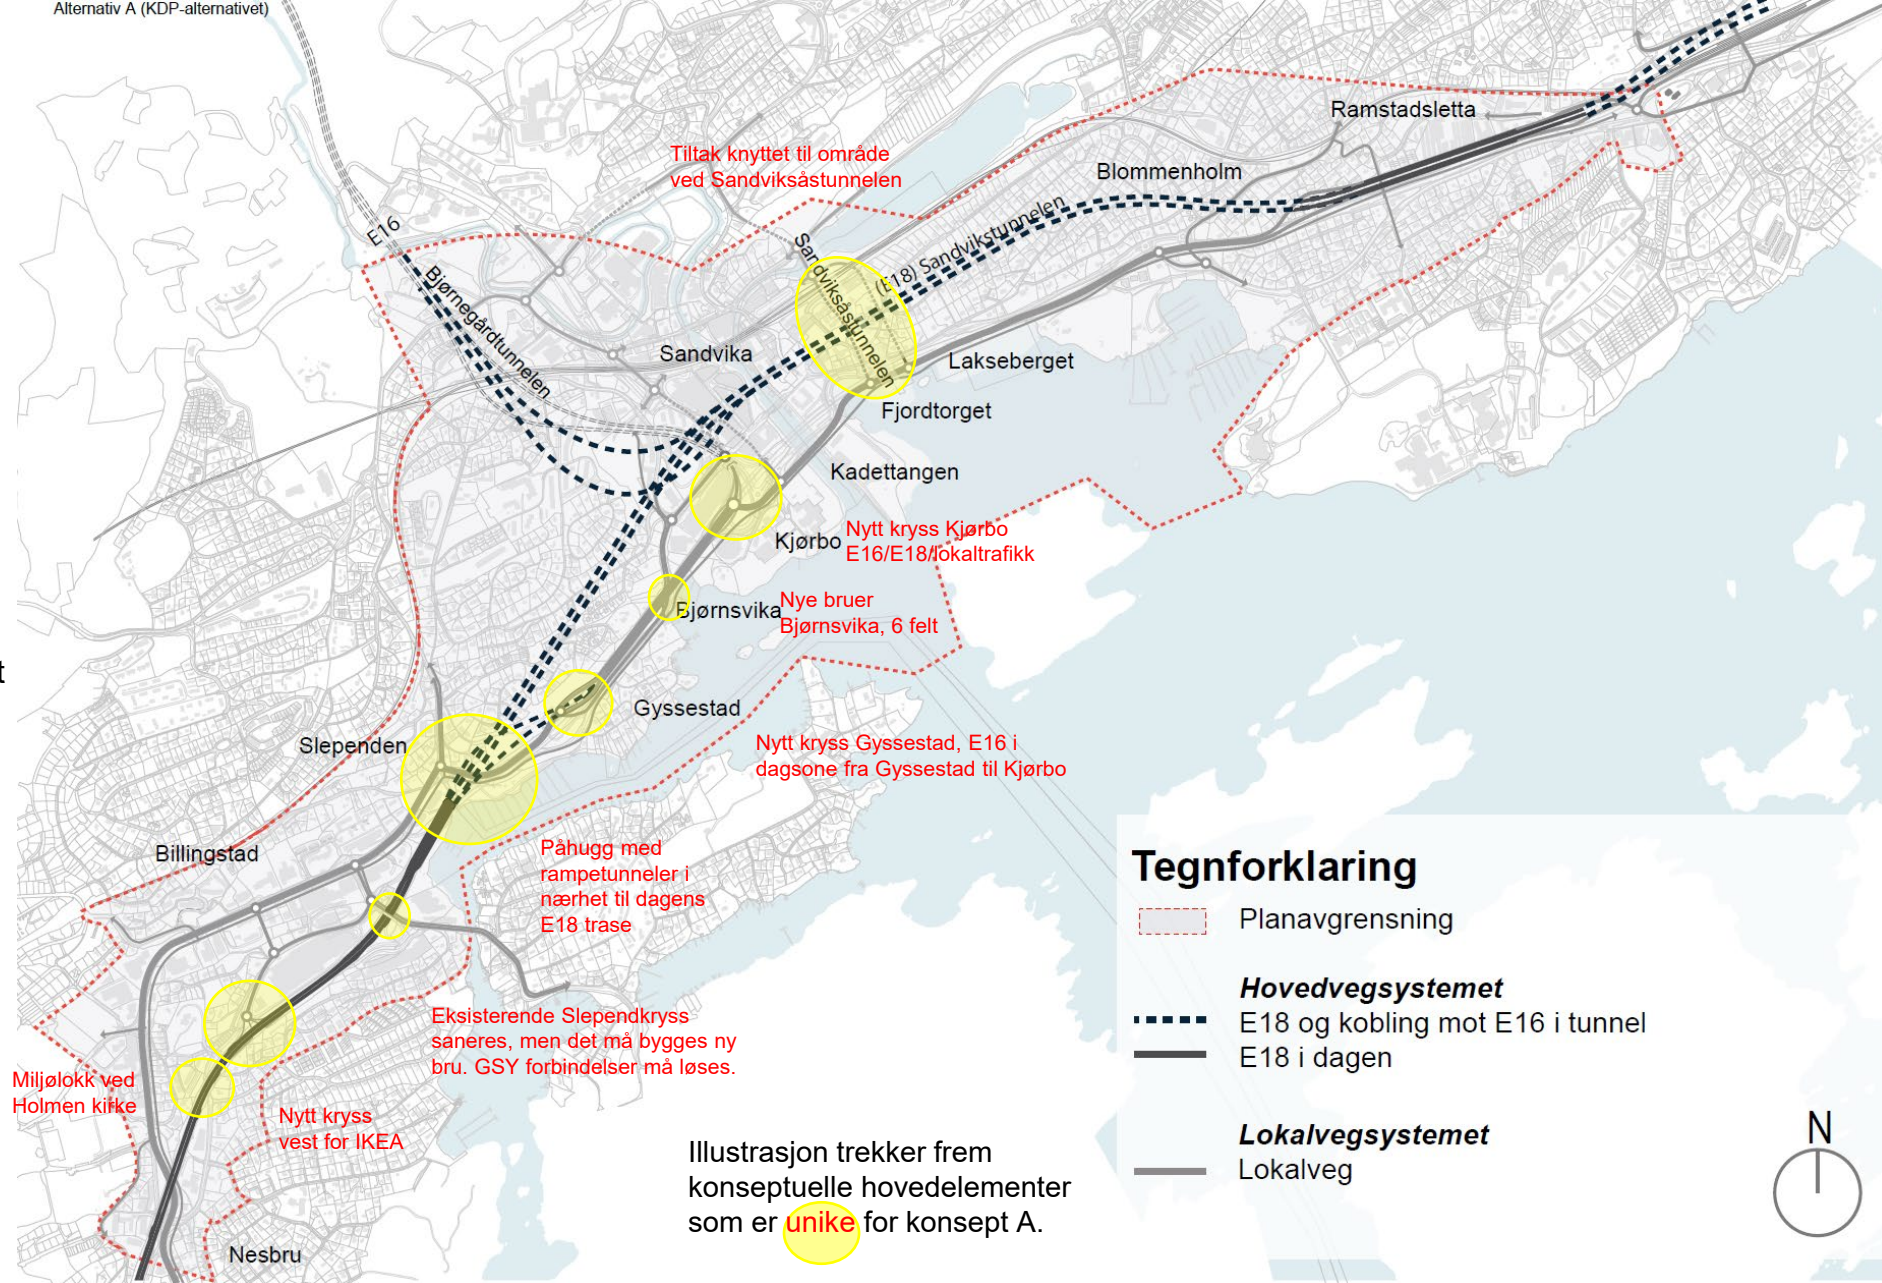 Alternativ A (KDP-alternativet)
Ramstadsletta
Tiltak knyttet til område
ved Sandviksåstunnelen
Blommenholm
E16
Sandviksåstunnelen
(E18) Sandvikstunnelen
Bjørnegårdtunnelen
Sandvika
Lakseberget
Fjordtorget
Kadettangen
Kjørbo
Nytt kryss Kjørbo
E16/E18/lokaltrafikk
Bjørnsvika
Nye bruer
Bjørnsvika, 6 felt
t
Gyssestad
Slependen
Nytt kryss Gyssestad, E16 i
dagsone fra Gyssestad til Kjørbo
Billingstad
Påhugg med
rampetunneler i
nærhet til dagens
E18 trase
Eksisterende Slependkryss
saneres, men det må bygges ny
bru. GSY forbindelser må løses.
Miljølokk ved
Holmen kirke
Nytt kryss
vest for IKEA
Nesbru
Illustrasjon trekker frem
konseptuelle hovedelementer
som er unike for konsept A.
Tegnforklaring
Planavgrensning
Hovedvegsystemet
E18 og kobling mot E16 i tunnel
E18 i dagen
Lokalvegsystemet
Lokalveg
N